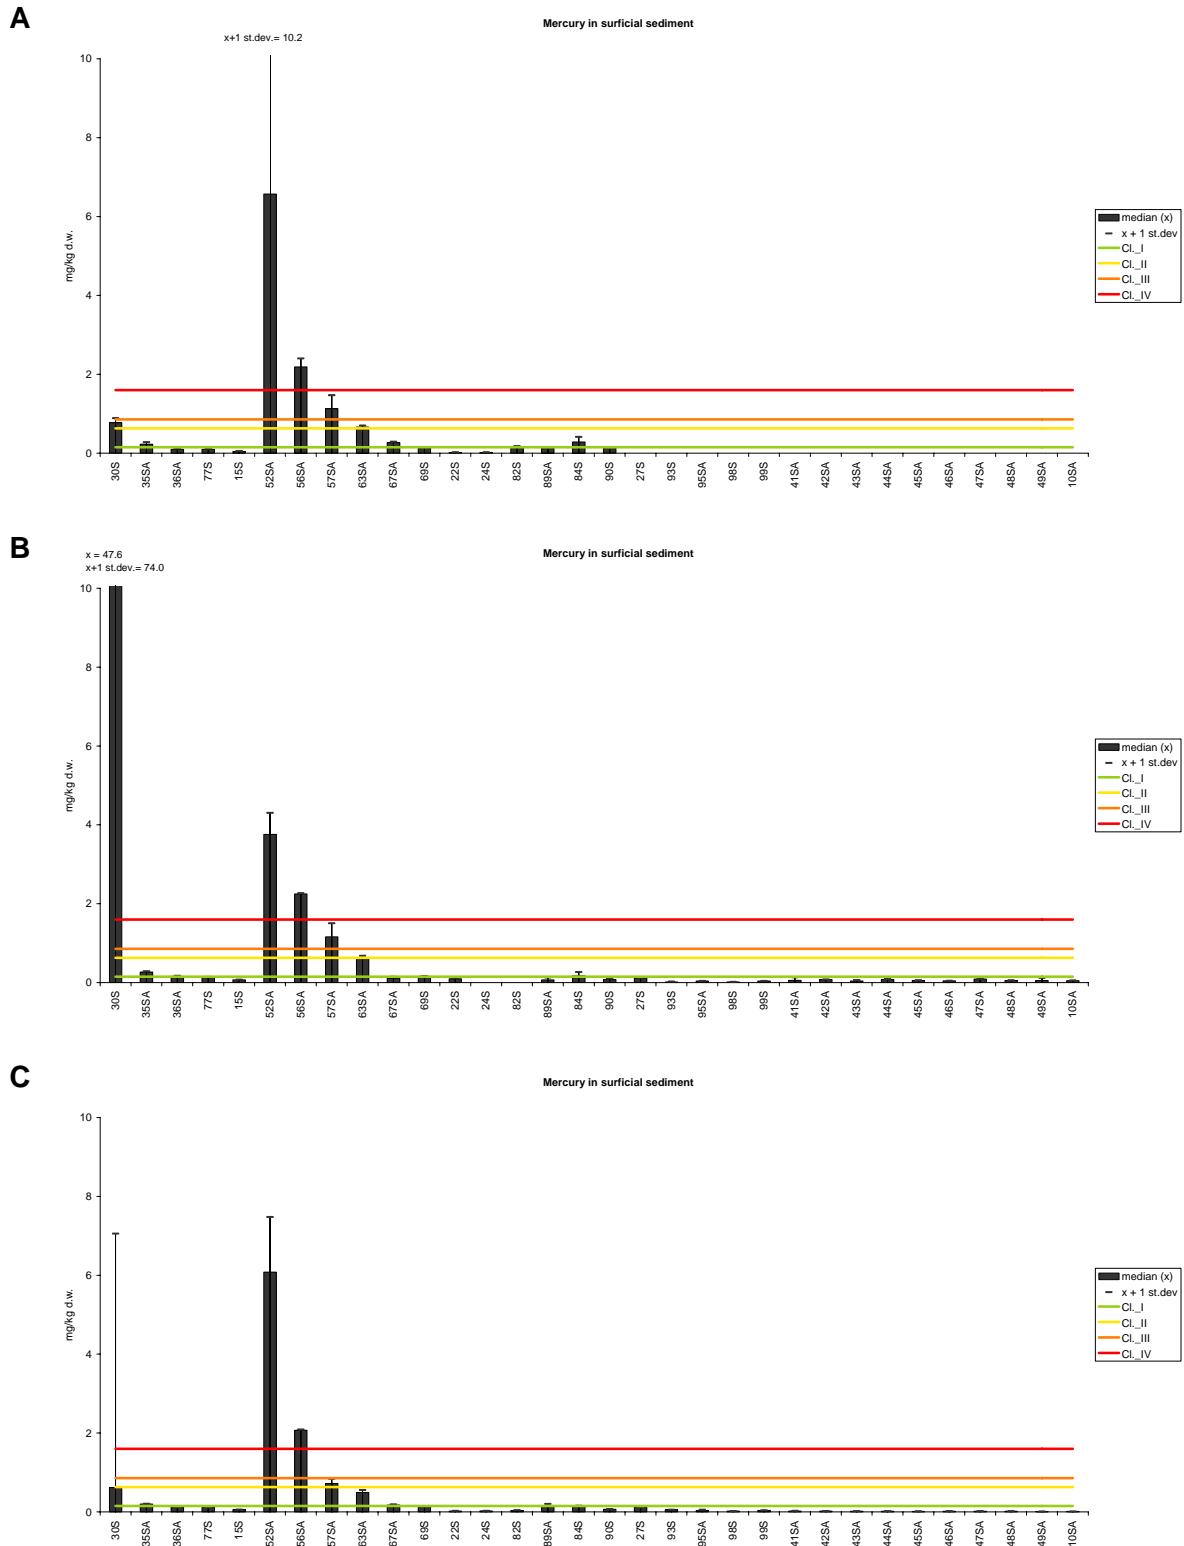 A
Mercury in surficial sediment
x+1 st.dev.= 10.2
10
8
6
4
2
0
mg/kg d.w.
30S 35SA 36SA 77S 15S 52SA 56SA 57SA 63SA 67SA 69S 22S 24S 82S 89SA 84S 90S 27S 93S 95SA 98S 99S 41SA 42SA 43SA 44SA 45SA 46SA 47SA 48SA 49SA 10SA
median (x)
x + 1 st.dev
Cl._I
Cl._II
Cl._III
Cl._IV
B
Mercury in surficial sediment
x = 47.6
x+1 st.dev.= 74.0
10
8
6
4
2
0
mg/kg d.w.
30S 35SA 36SA 77S 15S 52SA 56SA 57SA 63SA 67SA 69S 22S 24S 82S 89SA 84S 90S 27S 93S 95SA 98S 99S 41SA 42SA 43SA 44SA 45SA 46SA 47SA 48SA 49SA 10SA
median (x)
x + 1 st.dev
Cl._I
Cl._II
Cl._III
Cl._IV
C
Mercury in surficial sediment
10
8
6
4
2
0
mg/kg d.w.
30S 35SA 36SA 77S 15S 52SA 56SA 57SA 63SA 67SA 69S 22S 24S 82S 89SA 84S 90S 27S 93S 95SA 98S 99S 41SA 42SA 43SA 44SA 45SA 46SA 47SA 48SA 49SA 10SA
median (x)
x + 1 st.dev
Cl._I
Cl._II
Cl._III
Cl._IV